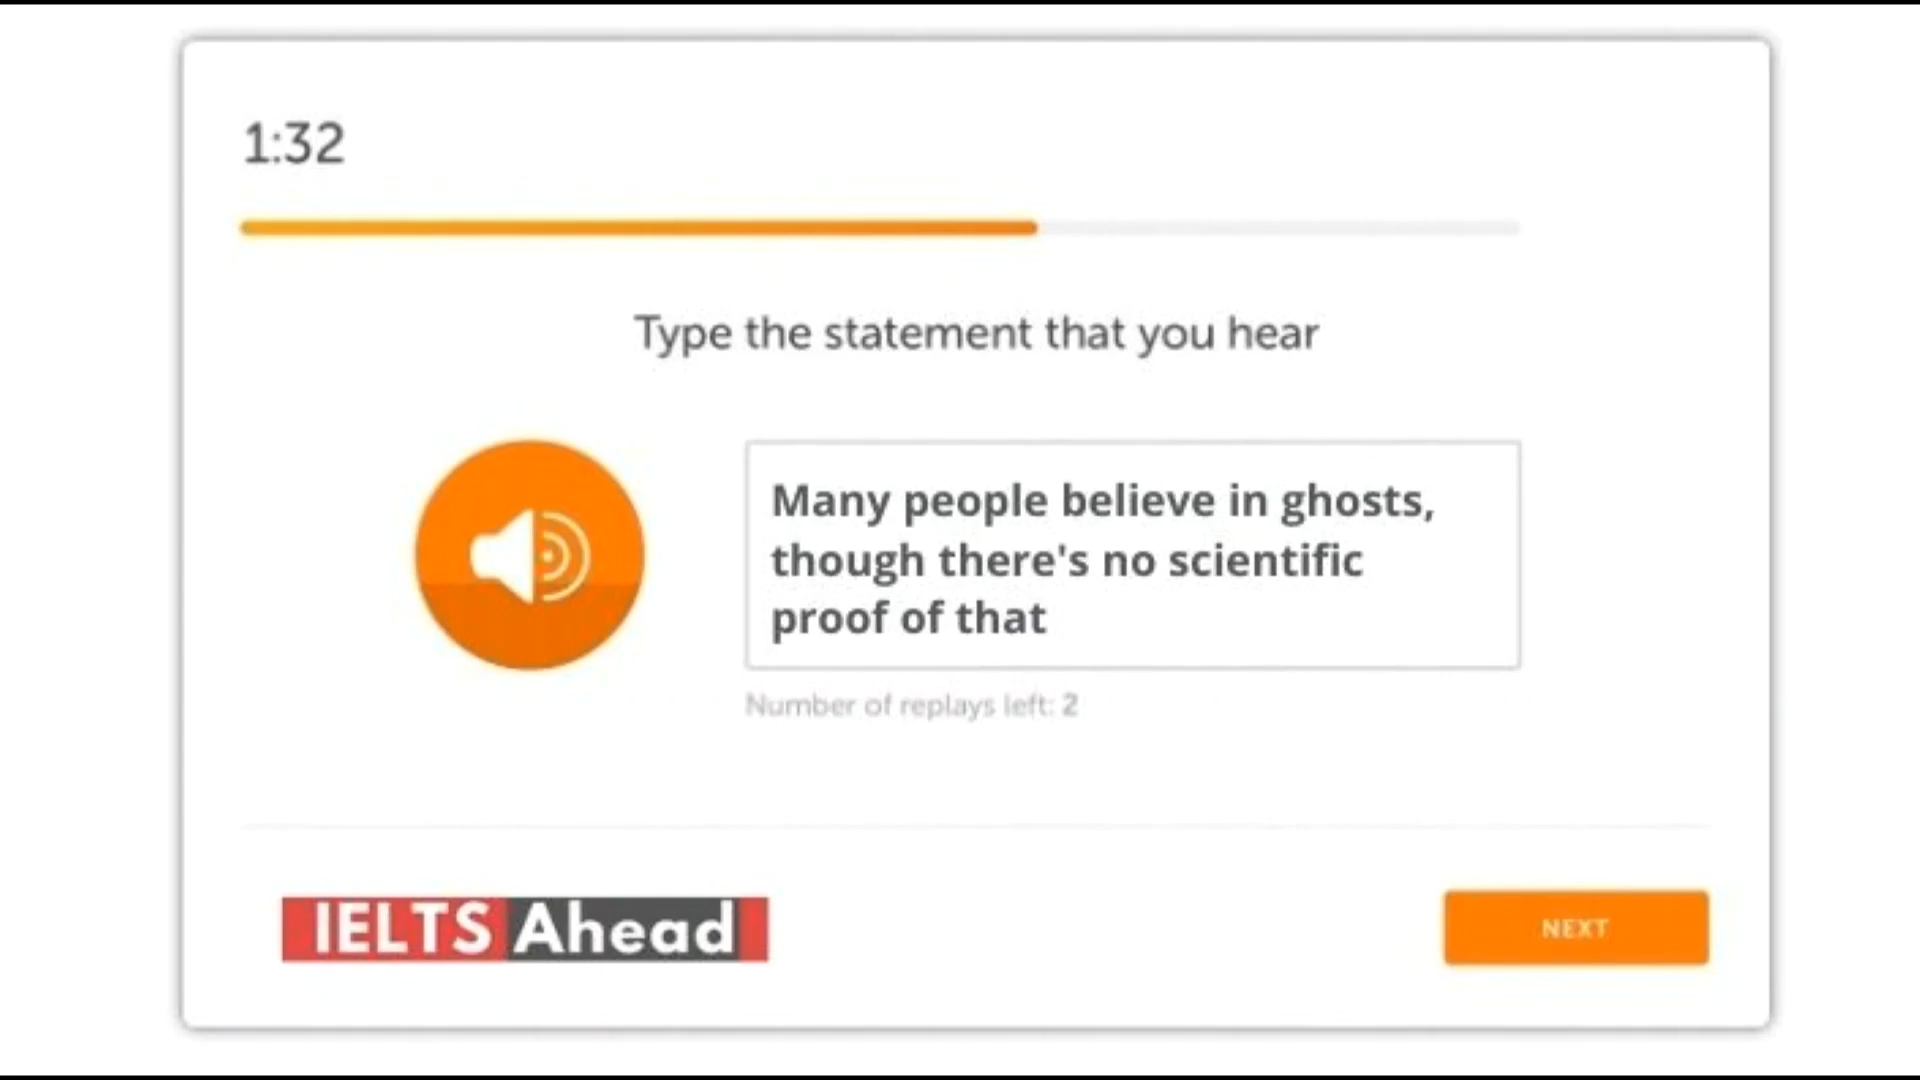 1:32
Type the statement that you hear
Many people believe in ghosts,
though there's no scientific
proof of that
Number of replays left: 2
IELTS Ahead
NEXT